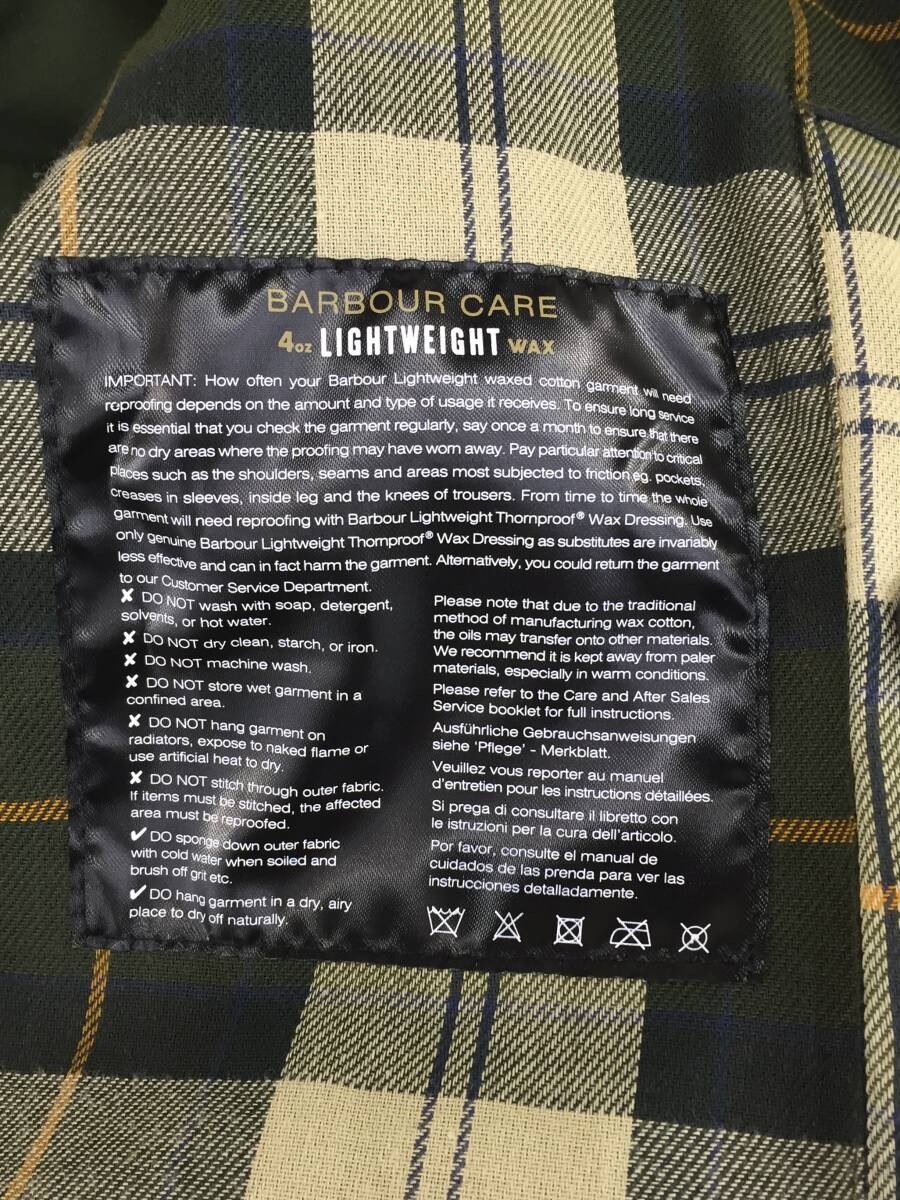 BARBOUR CARE
4oz LIGHTWEIGHT WAX
IMPORTANT: How often your Barbour Lightweight waxed cotton garment will need
reproofing depends on the amount and type of usage it receives. To ensure long service
it is essential that you check the garment regularly, say once a month to ensure that there
are no dry areas where the proofing may have worn away. Pay particular attention to critical
places such as the shoulders, seams and areas most subjected to friction eg. pockets,
creases in sleeves, inside leg and the knees of trousers. From time to time the whole
garment will need reproofing with Barbour Lightweight Thornproof® Wax Dressing. Use
only genuine Barbour Lightweight Thornproof® Wax Dressing as substitutes are invariably
less effective and can in fact harm the garment. Alternatively, you could return the garment
to our Customer Service Department.
✘ DO NOT wash with soap, detergent,
solvents, or hot water.
✘ DO NOT dry clean, starch, or iron.
✘ DO NOT machine wash.
✘ DO NOT store wet garment in a
confined area.
✘ DO NOT hang garment on
radiators, expose to naked flame or
use artificial heat to dry.
✘ DO NOT stitch through outer fabric.
If items must be stitched, the affected
area must be reproofed.
✔ DO sponge down outer fabric
with cold water when soiled and
brush off grit etc.
✔ DO hang garment in a dry, airy
place to dry off naturally.
Please note that due to the traditional
method of manufacturing wax cotton,
the oils may transfer onto other materials.
We recommend it is kept away from paler
materials, especially in warm conditions.
Please refer to the Care and After Sales
Service booklet for full instructions.
Ausführliche Gebrauchsanweisungen
siehe 'Pflege' - Merkblatt.
Veuillez vous reporter au manuel
d'entretien pour les instructions détaillées.
Si prega di consultare il libretto con
le istruzioni per la cura dell'articolo.
Por favor, consulte el manual de
cuidados de las prenda para ver las
instrucciones detalladamente.